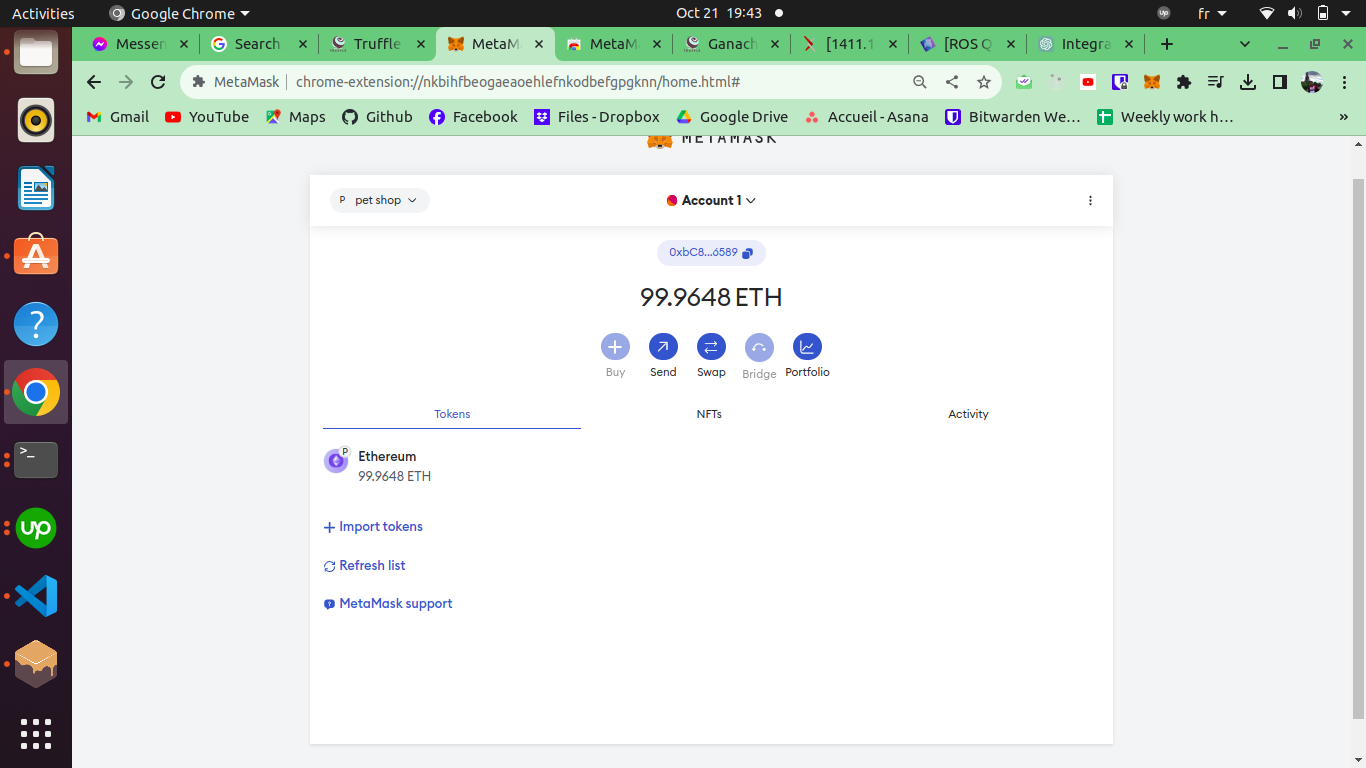 Activities Google Chrome Oct 21 19:43 fr
Messen Search Truffle MetaM MetaM Ganach [1411.1 [ROS Q Integra
MetaMask chrome-extension://nkbihfbeogaeaoehlefnkodbefgpgknn/home.html#
Gmail YouTube Maps Github Facebook Files - Dropbox Google Drive Accueil - Asana Bitwarden We... Weekly work h... »
METAMASK
P pet shop Account 1
0xbC8...6589
99.9648 ETH
Buy Send Swap Bridge Portfolio
Tokens NFTs Activity
P
Ethereum
99.9648 ETH
Import tokens
Refresh list
MetaMask support
up